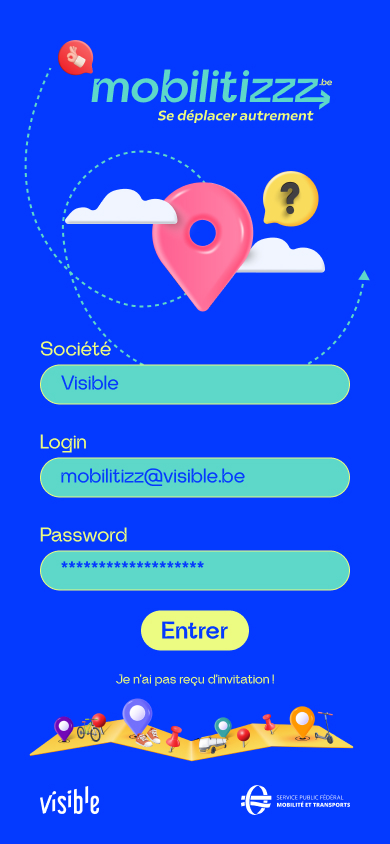 mobilitizzz.be
Se déplacer autrement
?
Société
Visible
Login
mobilitizz@visible.be
Password
*******************
Entrer
Je n'ai pas reçu d'invitation !
visible
SERVICE PUBLIC FÉDÉRAL
MOBILITÉ ET TRANSPORTS